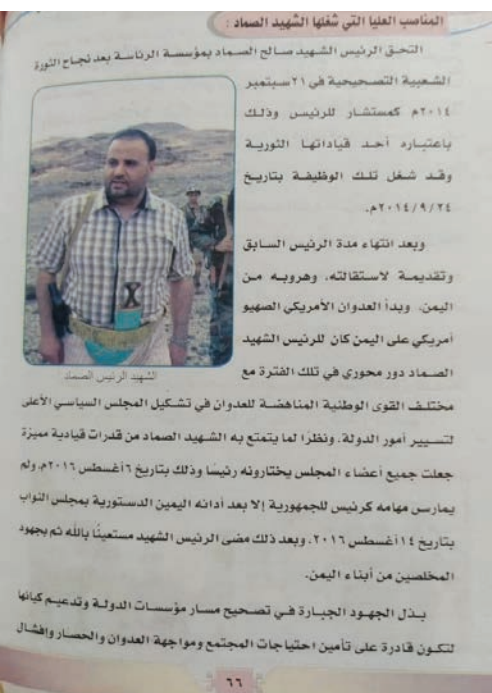 المناصب العليا التي شغلها الشهيد الصماد :
التحق الرئيس الشهيد صالح الصماد بمؤسسة الرئاسة بعد نجاح الثورة
الشعبية التصحيحية في ٢١ سبتمبر
٢٠١٤م كمستشار للرئيس وذلك
باعتباره أحد قياداتها الثورية
وقد شغل تلك الوظيفة بتاريخ
٢٠١٤/٩/٢٤م.
وبعد انتهاء مدة الرئيس السابق
وتقديمة لاستقالته، وهروبه من
اليمن، وبدأ العدوان الأمريكي الصهيو
أمريكي على اليمن كان للرئيس الشهيد
الصماد دور محوري في تلك الفترة مع
الشهيد الرئيس الصماد
مختلف القوى الوطنية المناهضة للعدوان في تشكيل المجلس السياسي الأعلى
لتسيير أمور الدولة. ونظرًا لما يتمتع به الشهيد الصماد من قدرات قيادية مميزة
جعلت جميع أعضاء المجلس يختارونه رئيسًا وذلك بتاريخ ٦أغسطس ٢٠١٦م، ولم
يمارس مهامه كرئيس للجمهورية إلا بعد أدائه اليمين الدستورية بمجلس النواب
بتاريخ ١٤أغسطس ٢٠١٦. وبعد ذلك مضى الرئيس الشهيد مستعينًا بالله ثم بجهود
المخلصين من أبناء اليمن.
بذل الجهود الجبارة في تصحيح مسار مؤسسات الدولة وتدعيم كيانها
لتكون قادرة على تأمين احتياجات المجتمع ومواجهة العدوان والحصار وإفشال
٦٦